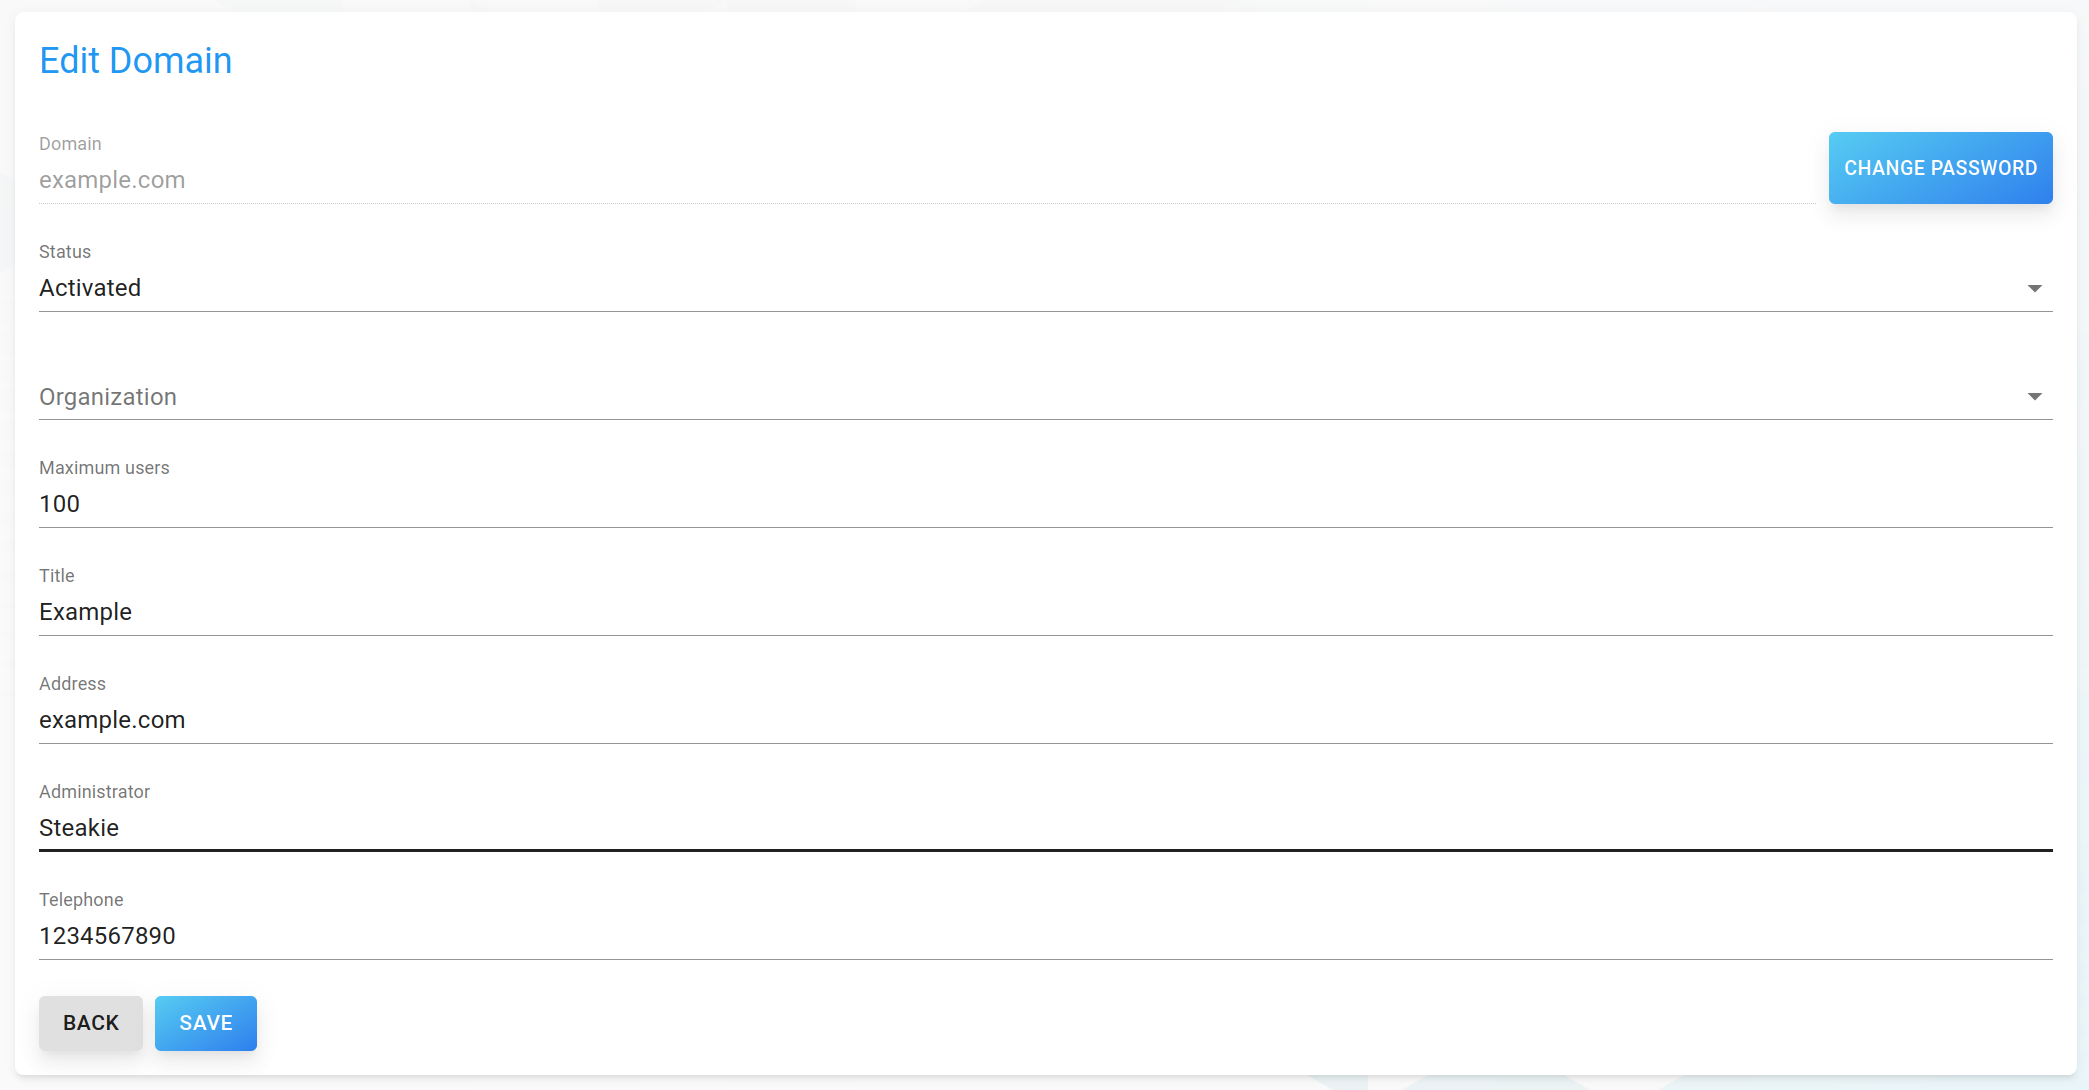 Edit Domain
Domain
example.com
CHANGE PASSWORD
Status
Activated
Organization
Maximum users
100
Title
Example
Address
example.com
Administrator
Steakie
Telephone
1234567890
BACK SAVE